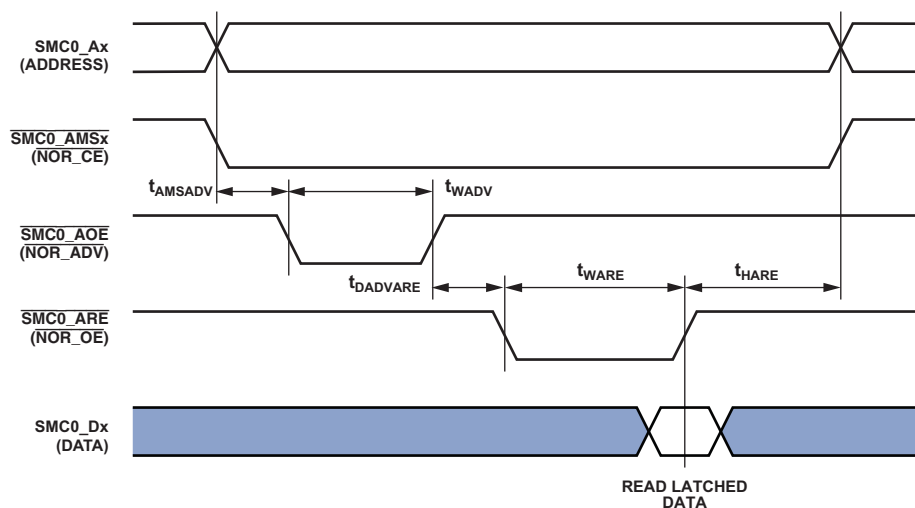 SMC0_Ax
(ADDRESS)
SMC0_AMSx
(NOR_CE)
tAMSADV
tWADV
SMC0_AOE
(NOR_ADV)
tDADVARE
tWARE
tHARE
SMC0_ARE
(NOR_OE)
SMC0_Dx
(DATA)
READ LATCHED
DATA